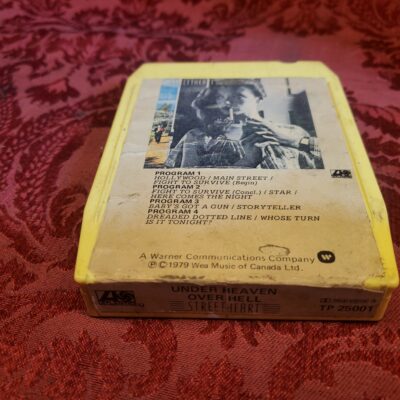 PROGRAM 1
HOLLYWOOD / MAIN STREET /
FIGHT TO SURVIVE (Begin)
PROGRAM 2
FIGHT TO SURVIVE (Concl.) / STAR /
HERE COMES THE NIGHT
PROGRAM 3
BABY'S GOT A GUN / STORYTELLER
PROGRAM 4
DREADED DOTTED LINE / WHOSE TURN
IS IT TONIGHT?
A Warner Communications Company
℗©1979 Wea Music of Canada Ltd.
UNDER HEAVEN
OVER HELL
STREETHEART
TP 25001